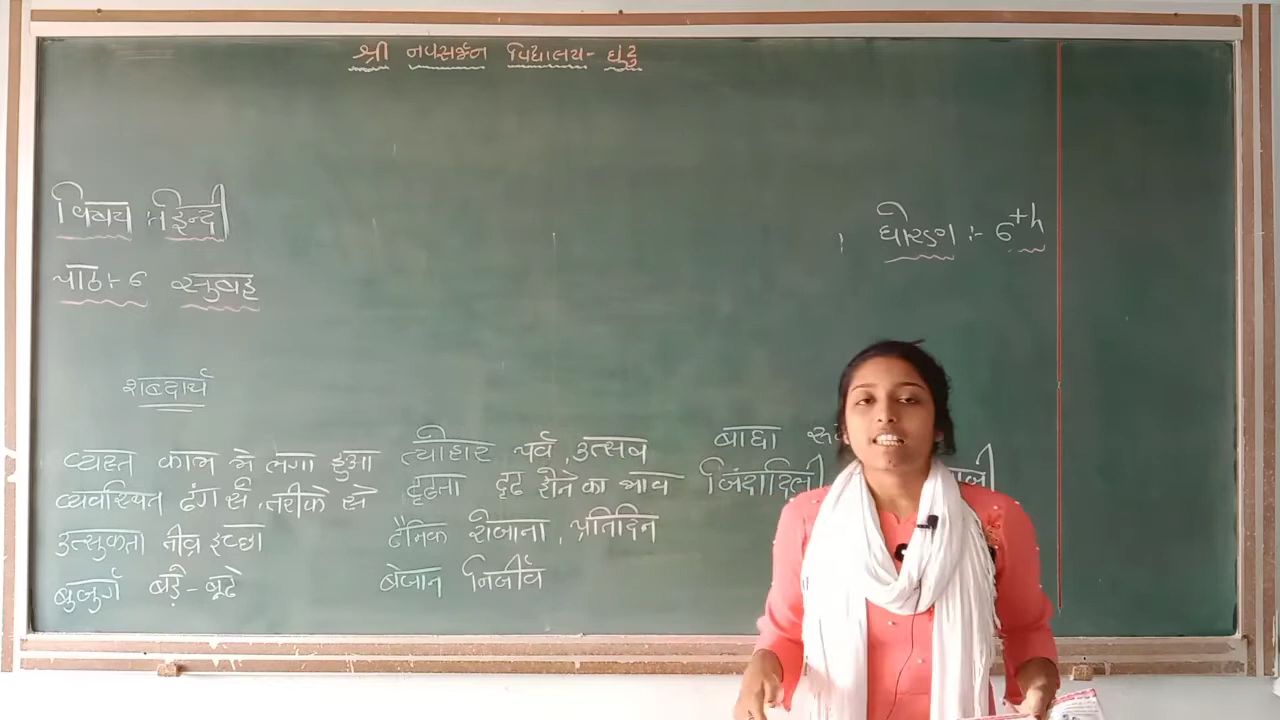 श्री नवसर्जन विद्यालय - घुंटु
विषय :- हिन्दी
धोरण :- 6th
पाठ :- 6 सुबह
शब्दार्थ
व्यस्त काम मे लगा हुआ
व्यवस्थित ढंग से, तरीके से
उत्सुकता तीव्र इच्छा
बुजुर्ग बड़े - बूढे
त्योहार पर्व, उत्सव
दृढता दृढ होने का भाव
दैनिक रोजाना, प्रतिदिन
बेजान निर्जीव
बाधा
जिंदादिली